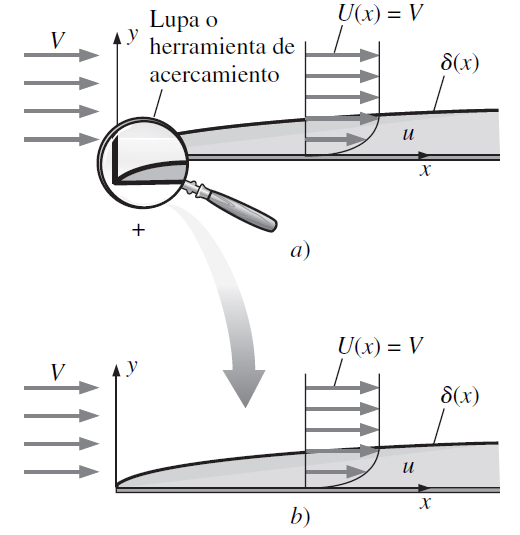 V
y
Lupa o
herramienta de
acercamiento
U(x) = V
δ(x)
u
x
+
a)
V
y
U(x) = V
δ(x)
u
x
b)